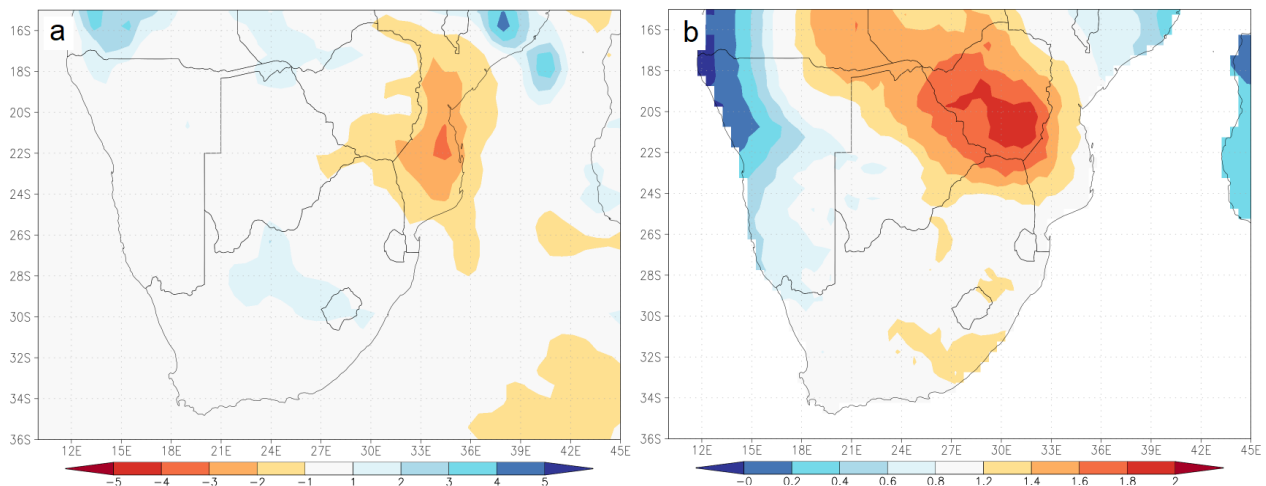 a
16S
18S
20S
22S
24S
26S
28S
30S
32S
34S
36S
12E 15E 18E 21E 24E 27E 30E 33E 36E 39E 42E 45E
-5 -4 -3 -2 -1 1 2 3 4 5
b
16S
18S
20S
22S
24S
26S
28S
30S
32S
34S
36S
12E 15E 18E 21E 24E 27E 30E 33E 36E 39E 42E 45E
-0 0.2 0.4 0.6 0.8 1.2 1.4 1.6 1.8 2